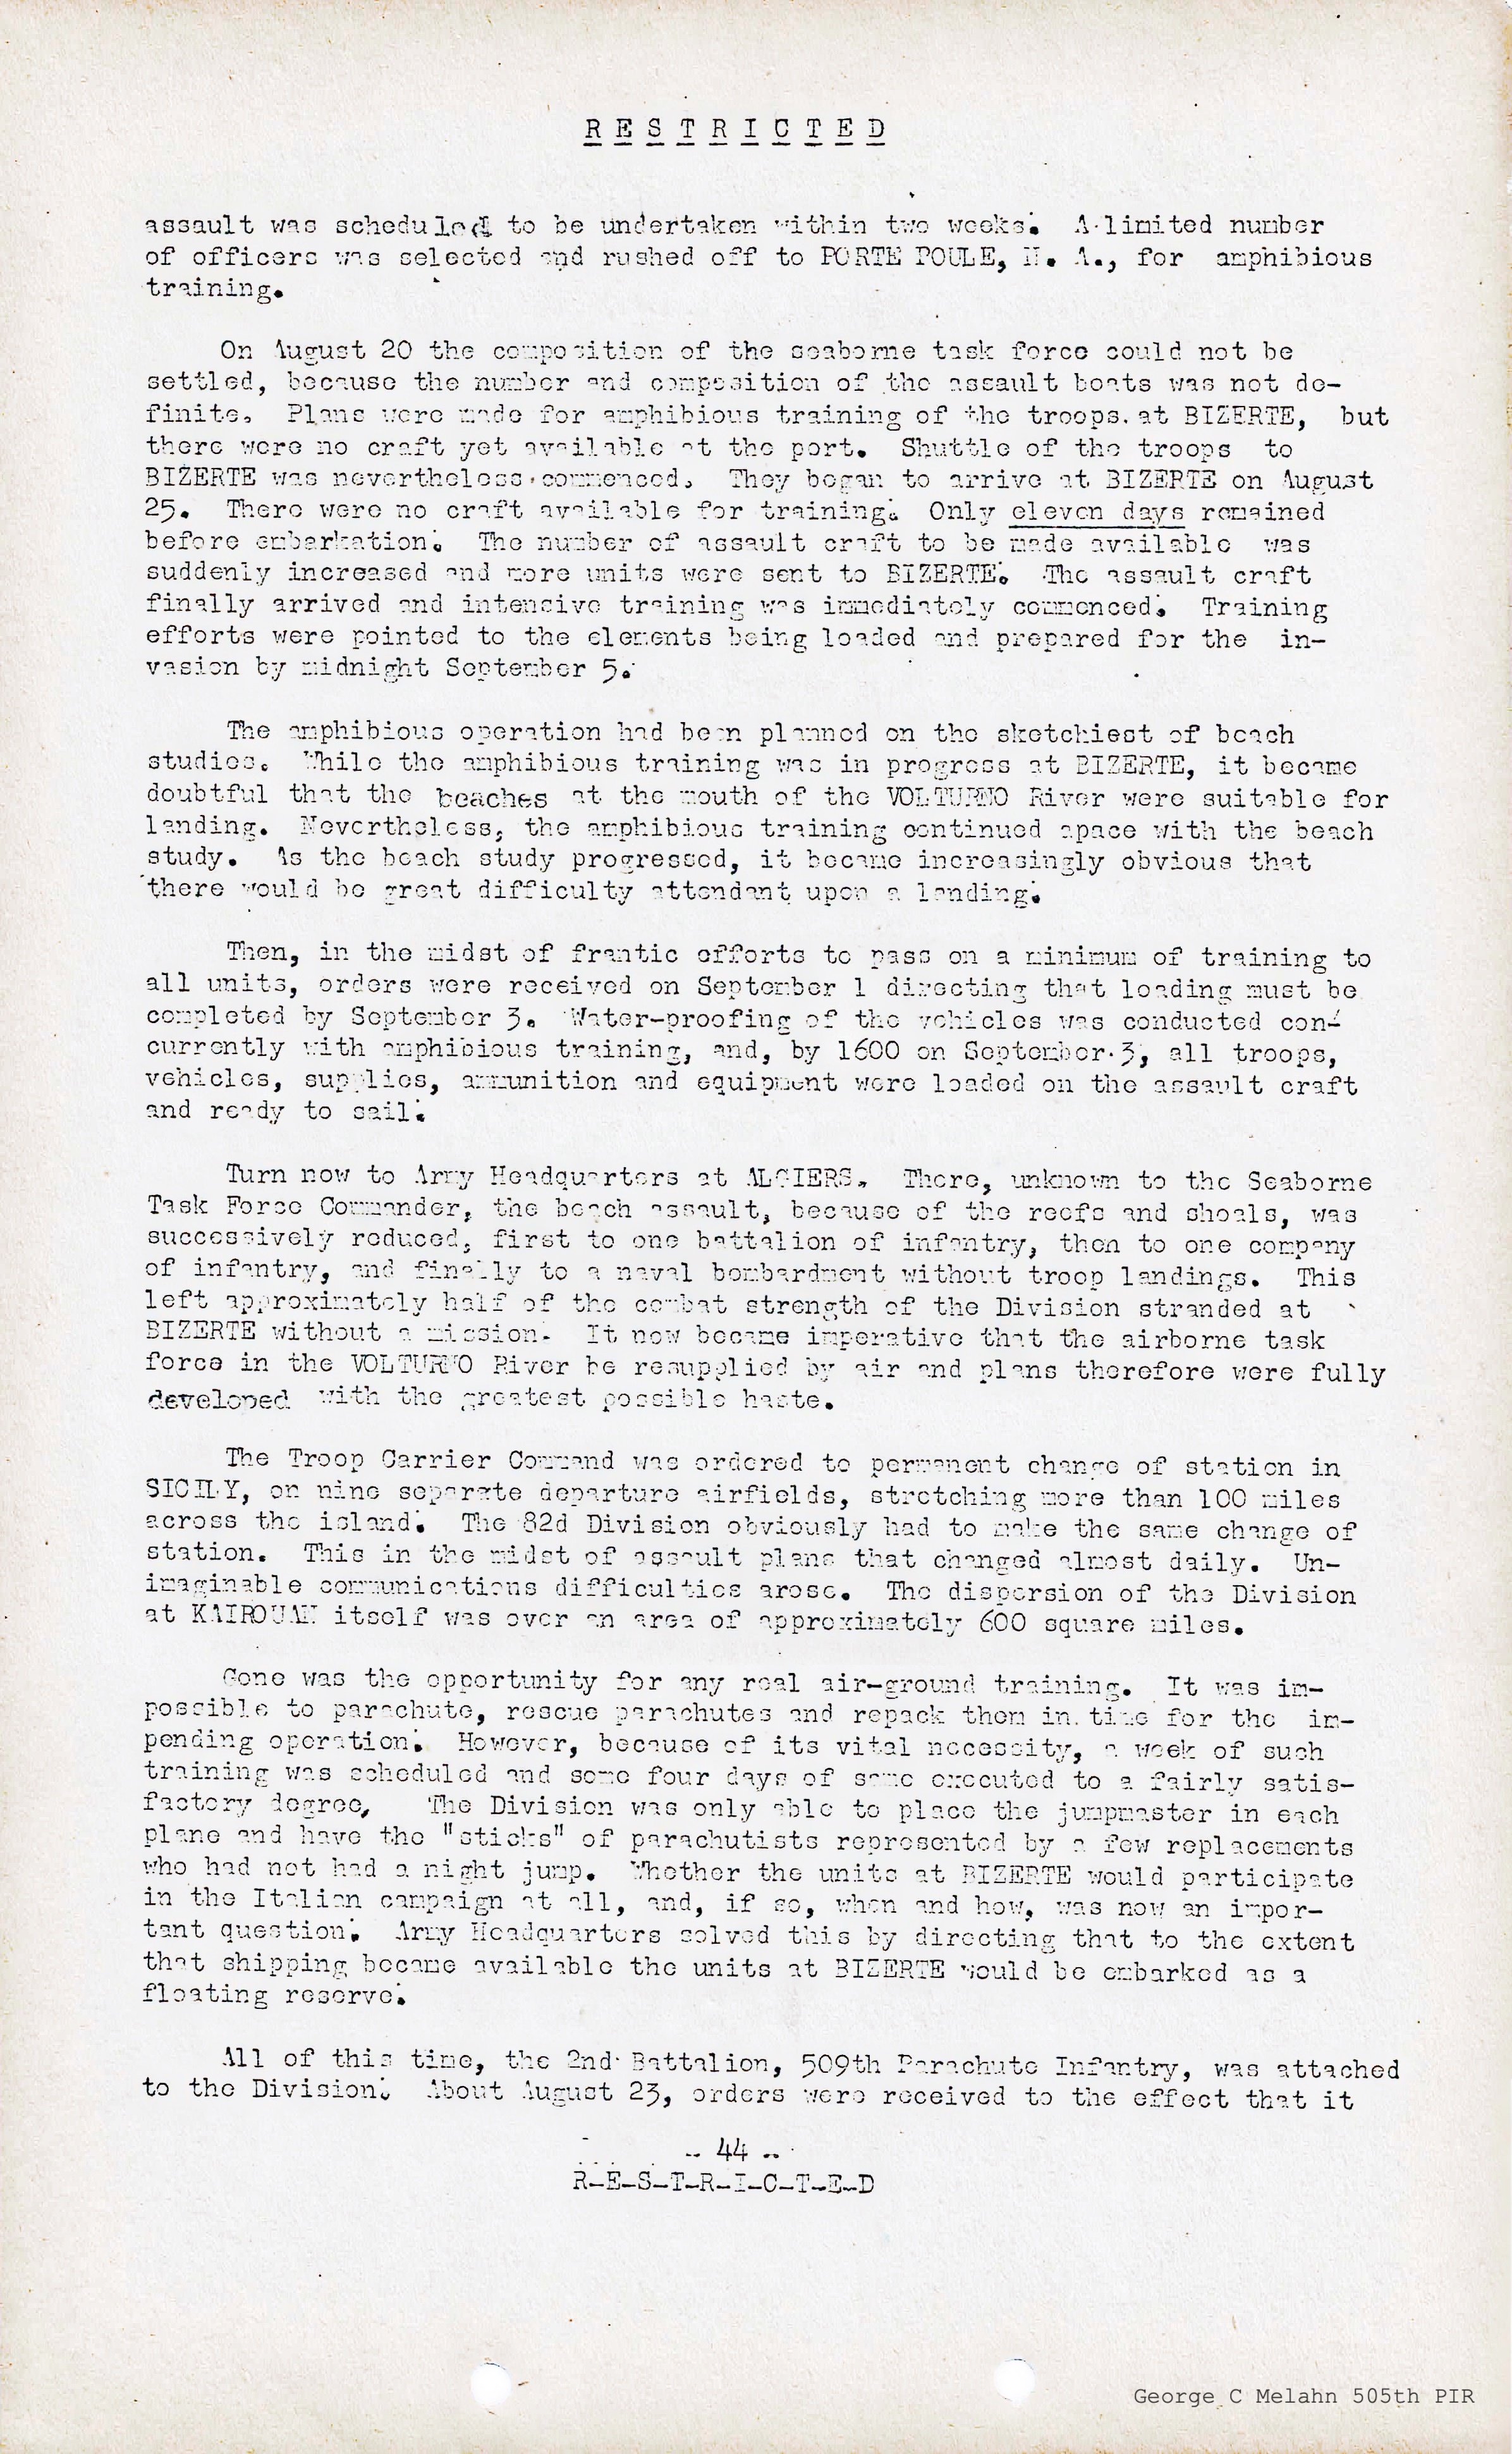 R E S T R I C T E D
assault was scheduled to be undertaken within two weeks. A limited number
of officers was selected and rushed off to PORTE POULE, N. A., for amphibious
training.
On August 20 the composition of the seaborne task force could not be
settled, because the number and composition of the assault boats was not de-
finite. Plans were made for amphibious training of the troops at BIZERTE, but
there were no craft yet available at the port. Shuttle of the troops to
BIZERTE was nevertheless commenced. They began to arrive at BIZERTE on August
25. There were no craft available for training. Only eleven days remained
before embarkation. The number of assault craft to be made available was
suddenly increased and more units were sent to BIZERTE. The assault craft
finally arrived and intensive training was immediately commenced. Training
efforts were pointed to the elements being loaded and prepared for the in-
vasion by midnight September 5.
The amphibious operation had been planned on the sketchiest of beach
studies. While the amphibious training was in progress at BIZERTE, it became
doubtful that the beaches at the mouth of the VOLTURNO River were suitable for
landing. Nevertheless, the amphibious training continued apace with the beach
study. As the beach study progressed, it became increasingly obvious that
there would be great difficulty attendant upon a landing.
Then, in the midst of frantic efforts to pass on a minimum of training to
all units, orders were received on September 1 directing that loading must be
completed by September 3. Water-proofing of the vehicles was conducted con-
currently with amphibious training, and, by 1600 on September 3, all troops,
vehicles, supplies, ammunition and equipment were loaded on the assault craft
and ready to sail.
Turn now to Army Headquarters at ALGIERS. There, unknown to the Seaborne
Task Force Commander, the beach assault, because of the reefs and shoals, was
successively reduced, first to one battalion of infantry, then to one company
of infantry, and finally to a naval bombardment without troop landings. This
left approximately half of the combat strength of the Division stranded at
BIZERTE without a mission. It now became imperative that the airborne task
force in the VOLTURNO River be resupplied by air and plans therefore were fully
developed with the greatest possible haste.
The Troop Carrier Command was ordered to permanent change of station in
SICILY, on nine separate departure airfields, stretching more than 100 miles
across the island. The 82d Division obviously had to make the same change of
station. This in the midst of assault plans that changed almost daily. Un-
imaginable communications difficulties arose. The dispersion of the Division
at KAIROUAN itself was over an area of approximately 600 square miles.
Gone was the opportunity for any real air-ground training. It was im-
possible to parachute, rescue parachutes and repack them in time for the im-
pending operation. However, because of its vital necessity, a week of such
training was scheduled and some four days of same executed to a fairly satis-
factory degree. The Division was only able to place the jumpmaster in each
plane and have the "sticks" of parachutists represented by a few replacements
who had not had a night jump. Whether the units at BIZERTE would participate
in the Italian campaign at all, and, if so, when and how, was now an impor-
tant question. Army Headquarters solved this by directing that to the extent
that shipping became available the units at BIZERTE would be embarked as a
floating reserve.
All of this time, the 2nd Battalion, 509th Parachute Infantry, was attached
to the Division. About August 23, orders were received to the effect that it
- 44 -
R-E-S-T-R-I-C-T-E-D
George C Melahn 505th PIR